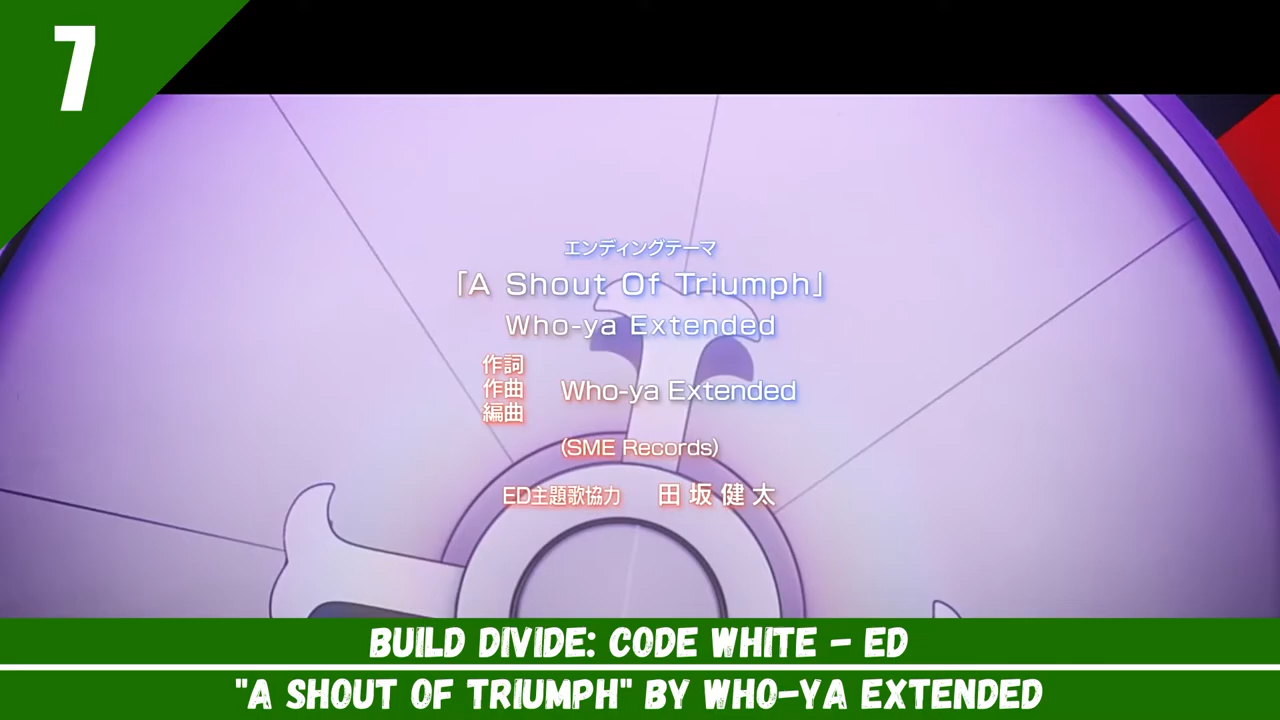 7
エンディングテーマ
「A Shout Of Triumph」
Who-ya Extended
作詞
作曲
編曲
Who-ya Extended
(SME Records)
ED主題歌協力 田坂健太
BUILD DIVIDE: CODE WHITE - ED
"A SHOUT OF TRIUMPH" BY WHO-YA EXTENDED